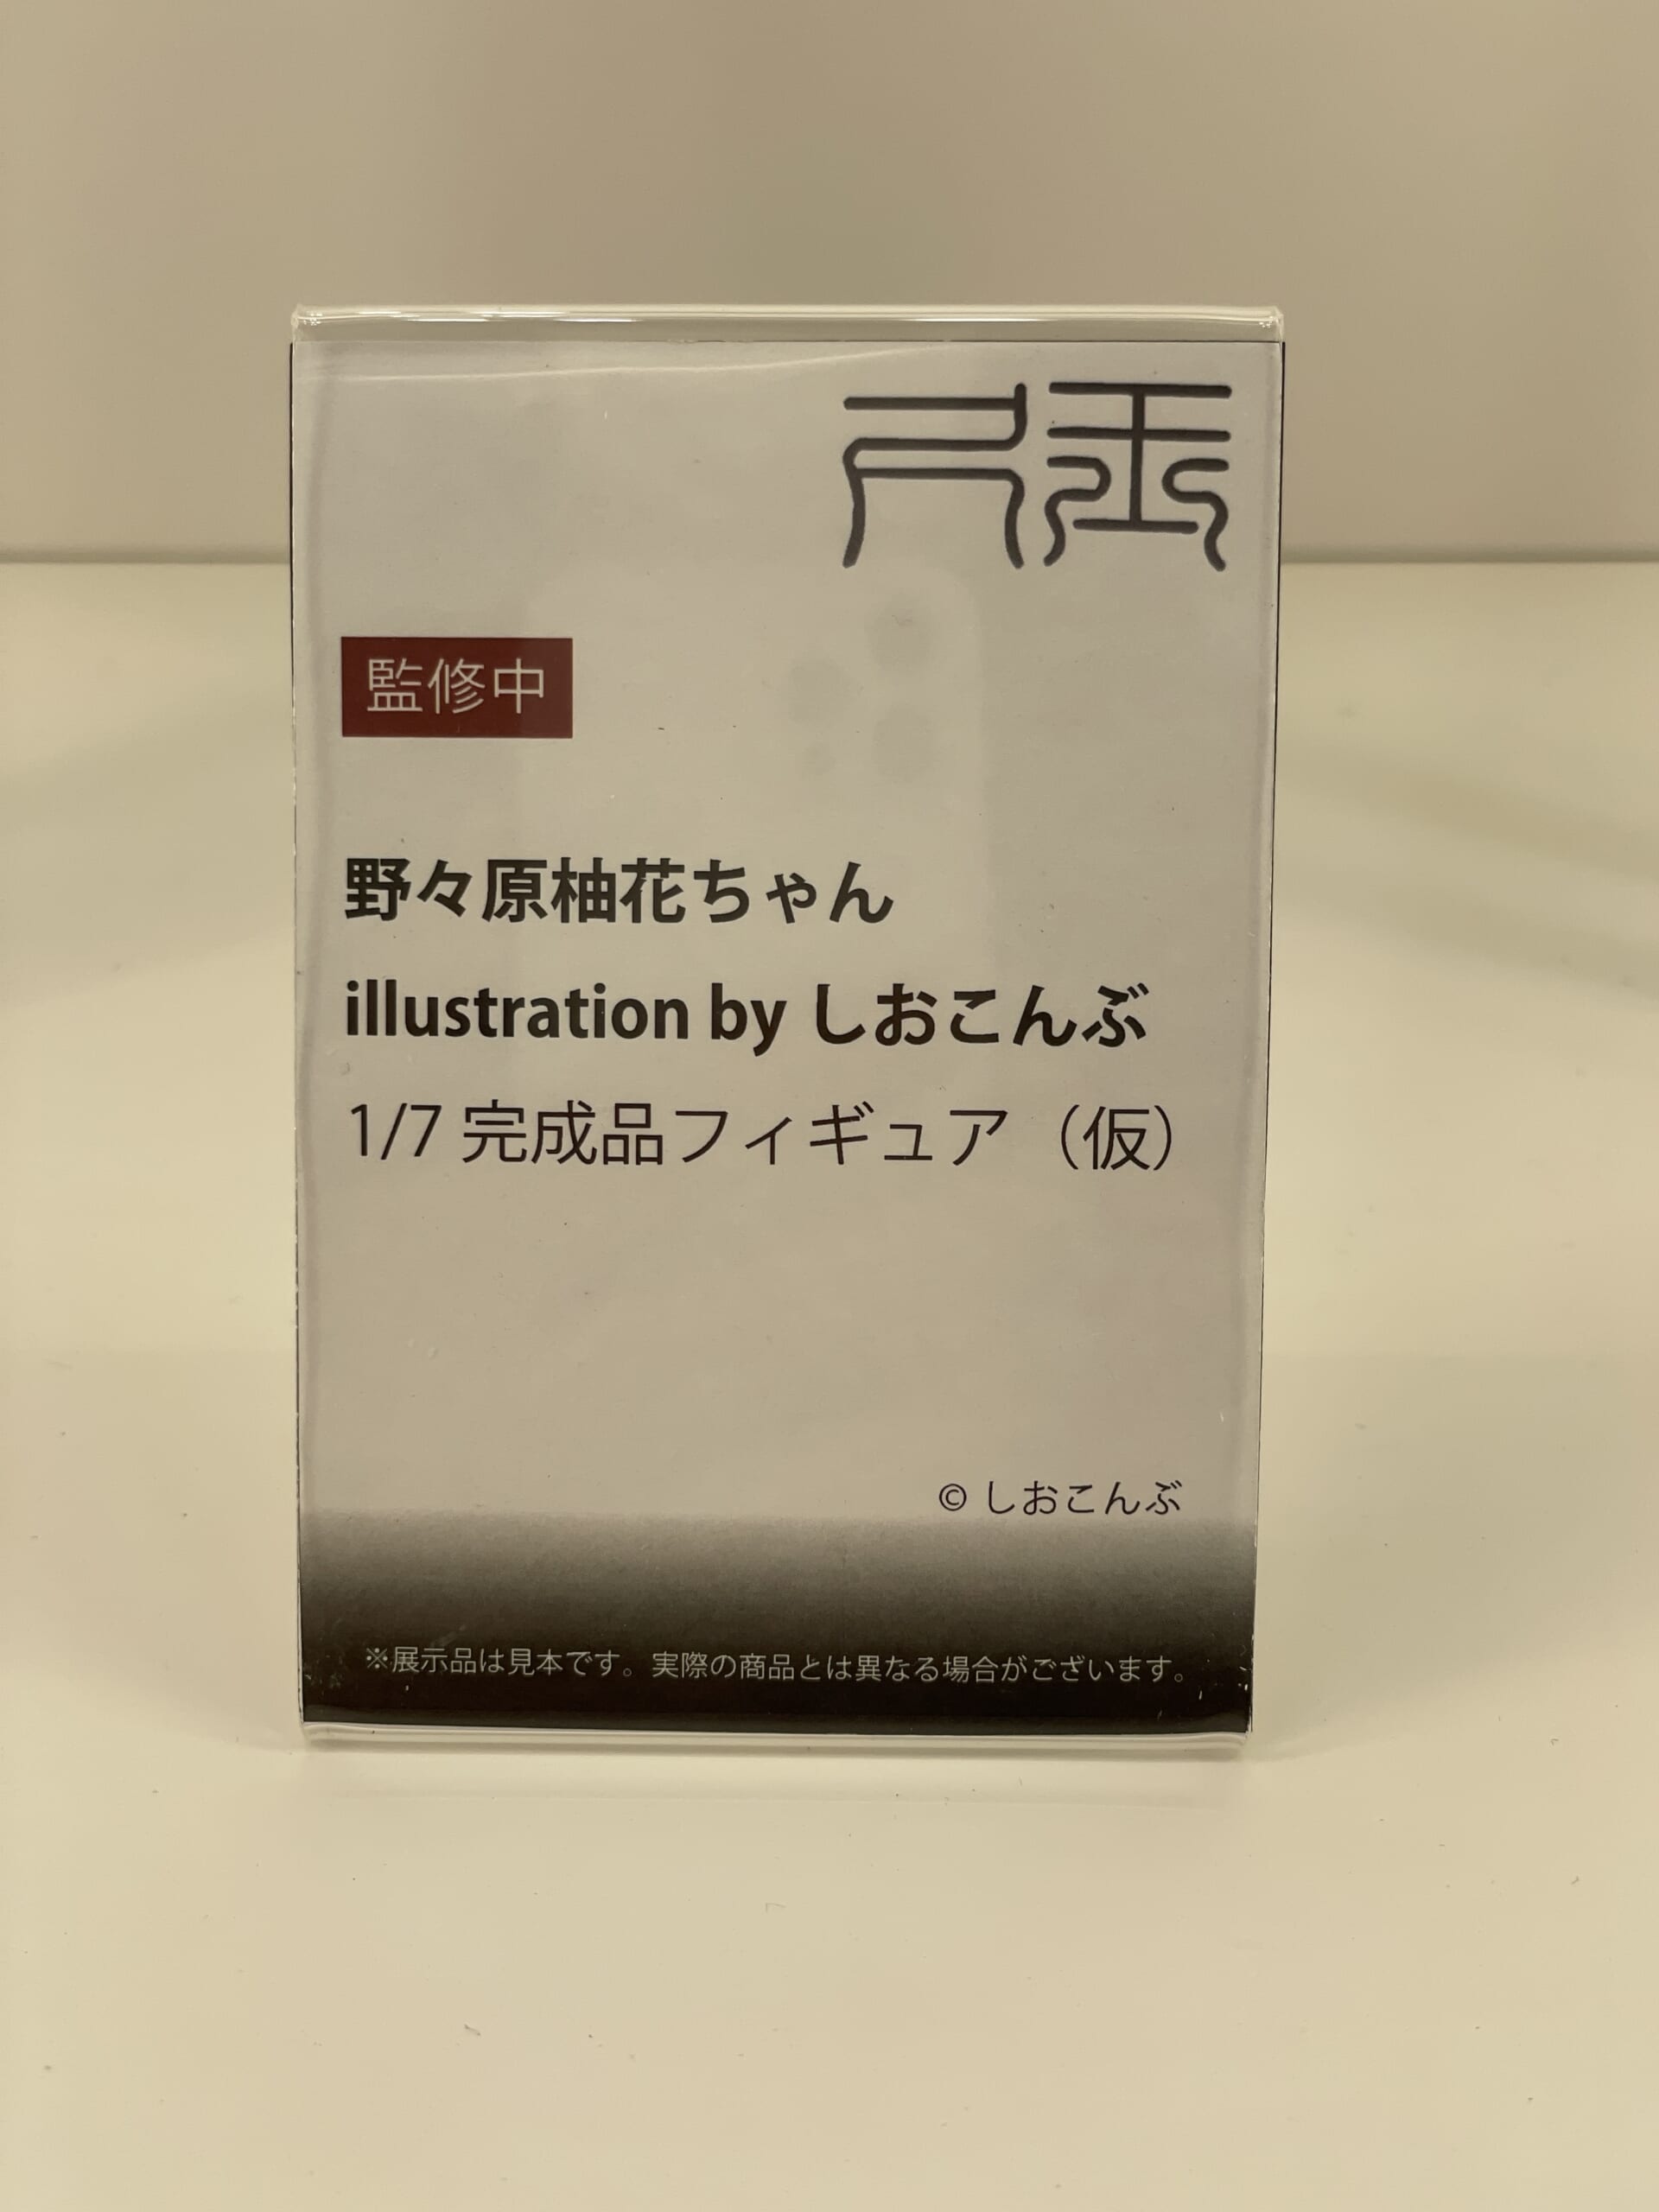 監修中
野々原柚花ちゃん
illustration by しおこんぶ
1/7 完成品フィギュア（仮）
© しおこんぶ
※展示品は見本です。実際の商品とは異なる場合がございます。